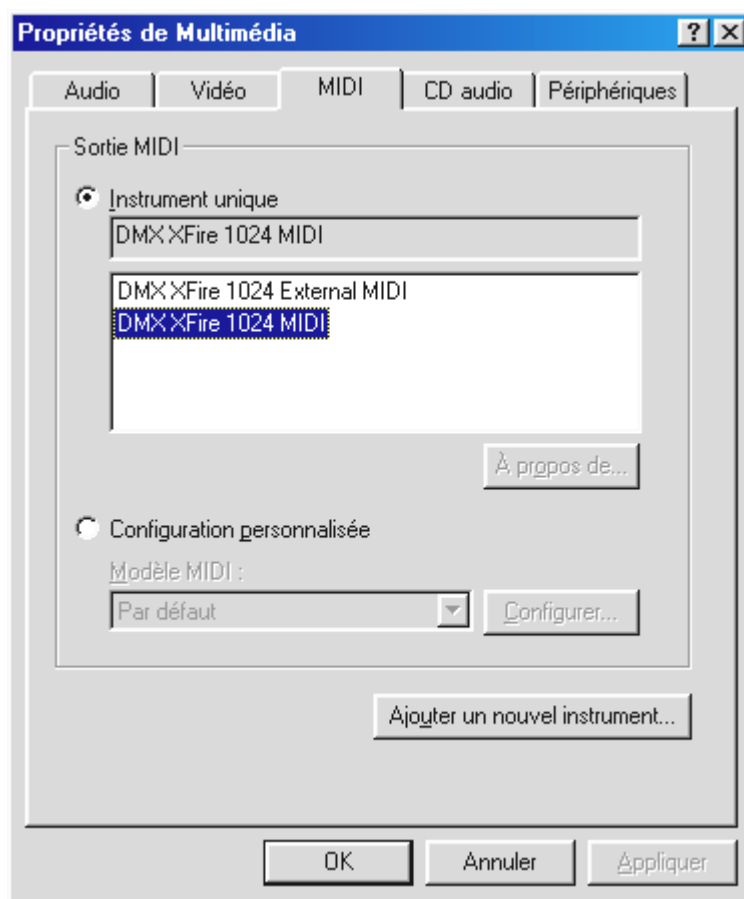 Propriétés de Multimédia
Audio Vidéo MIDI CD audio Périphériques
Sortie MIDI
Instrument unique
DMX XFire 1024 MIDI
DMX XFire 1024 External MIDI
DMX XFire 1024 MIDI
À propos de...
Configuration personnalisée
Modèle MIDI :
Par défaut
Configurer...
Ajouter un nouvel instrument...
OK Annuler Appliquer